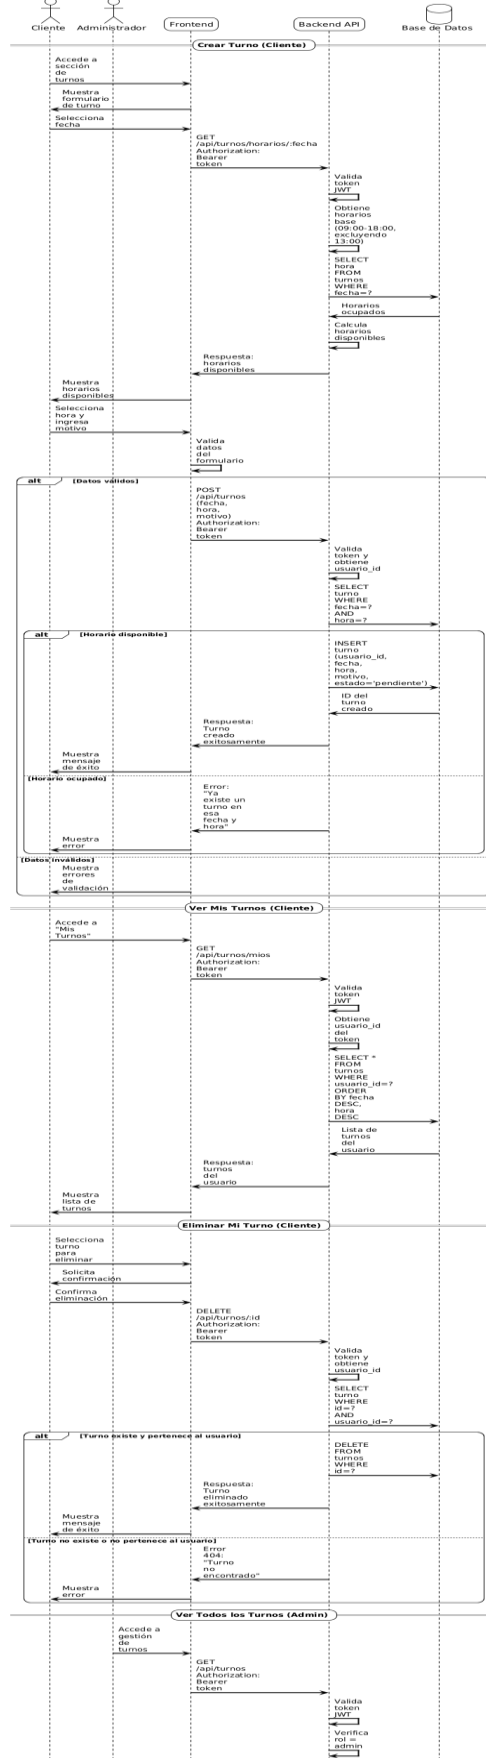 Cliente
Administrador
Frontend
Backend API
Base de Datos
Crear Turno (Cliente)
Accede a
sección
de
turnos
Muestra
formulario
de turno
Selecciona
fecha
GET
/api/turnos/horarios/:fecha
Authorization:
Bearer
token
Valida
token
JWT
Obtiene
horarios
base
(09:00-18:00,
excluyendo
13:00)
SELECT
hora
FROM
turnos
WHERE
fecha=?
Horarios
ocupados
Calcula
horarios
disponibles
Respuesta:
horarios
disponibles
Muestra
horarios
disponibles
Selecciona
hora y
ingresa
motivo
Valida
datos
del
formulario
alt
[Datos válidos]
POST
/api/turnos
(fecha,
hora,
motivo)
Authorization:
Bearer
token
Valida
token y
obtiene
usuario_id
SELECT
turno
WHERE
fecha=?
AND
hora=?
alt
[Horario disponible]
INSERT
turno
(usuario_id,
fecha,
hora,
motivo,
estado='pendiente')
ID del
turno
creado
Respuesta:
Turno
creado
exitosamente
Muestra
mensaje
de éxito
[Horario ocupado]
Error:
"Ya
existe un
turno en
esa
fecha y
hora"
Muestra
error
[Datos inválidos]
Muestra
errores
de
validación
Ver Mis Turnos (Cliente)
Accede a
"Mis
Turnos"
GET
/api/turnos/mios
Authorization:
Bearer
token
Valida
token
JWT
Obtiene
usuario_id
del
token
SELECT *
FROM
turnos
WHERE
usuario_id=?
ORDER
BY fecha
DESC,
hora
DESC
Lista de
turnos
del
usuario
Respuesta:
turnos
del
usuario
Muestra
lista de
turnos
Eliminar Mi Turno (Cliente)
Selecciona
turno
para
eliminar
Solicita
confirmación
Confirma
eliminación
DELETE
/api/turnos/:id
Authorization:
Bearer
token
Valida
token y
obtiene
usuario_id
SELECT
turno
WHERE
id=?
AND
usuario_id=?
alt
[Turno existe y pertenece al usuario]
DELETE
FROM
turnos
WHERE
id=?
Respuesta:
Turno
eliminado
exitosamente
Muestra
mensaje
de éxito
[Turno no existe o no pertenece al usuario]
Error
404:
"Turno
no
encontrado"
Muestra
error
Ver Todos los Turnos (Admin)
Accede a
gestión
de
turnos
GET
/api/turnos
Authorization:
Bearer
token
Valida
token
JWT
Verifica
rol =
admin